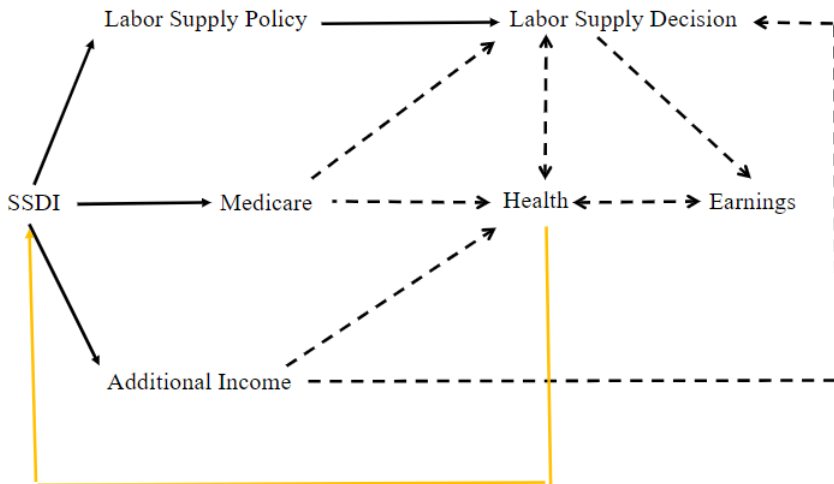 Labor Supply Policy
Labor Supply Decision
SSDI
Medicare
Health
Earnings
Additional Income